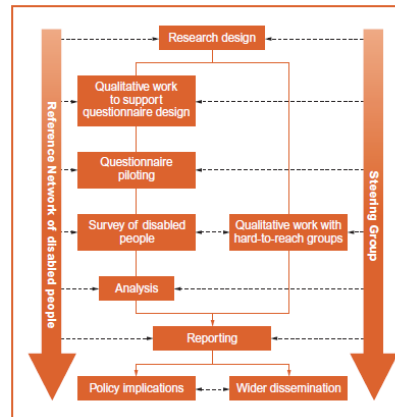 Research design
Qualitative work
to support
questionnaire design
Questionnaire
piloting
Survey of disabled
people
Qualitative work with
hard-to-reach groups
Analysis
Reporting
Policy implications
Wider dissemination
Reference Network of
disabled people
Steering Group